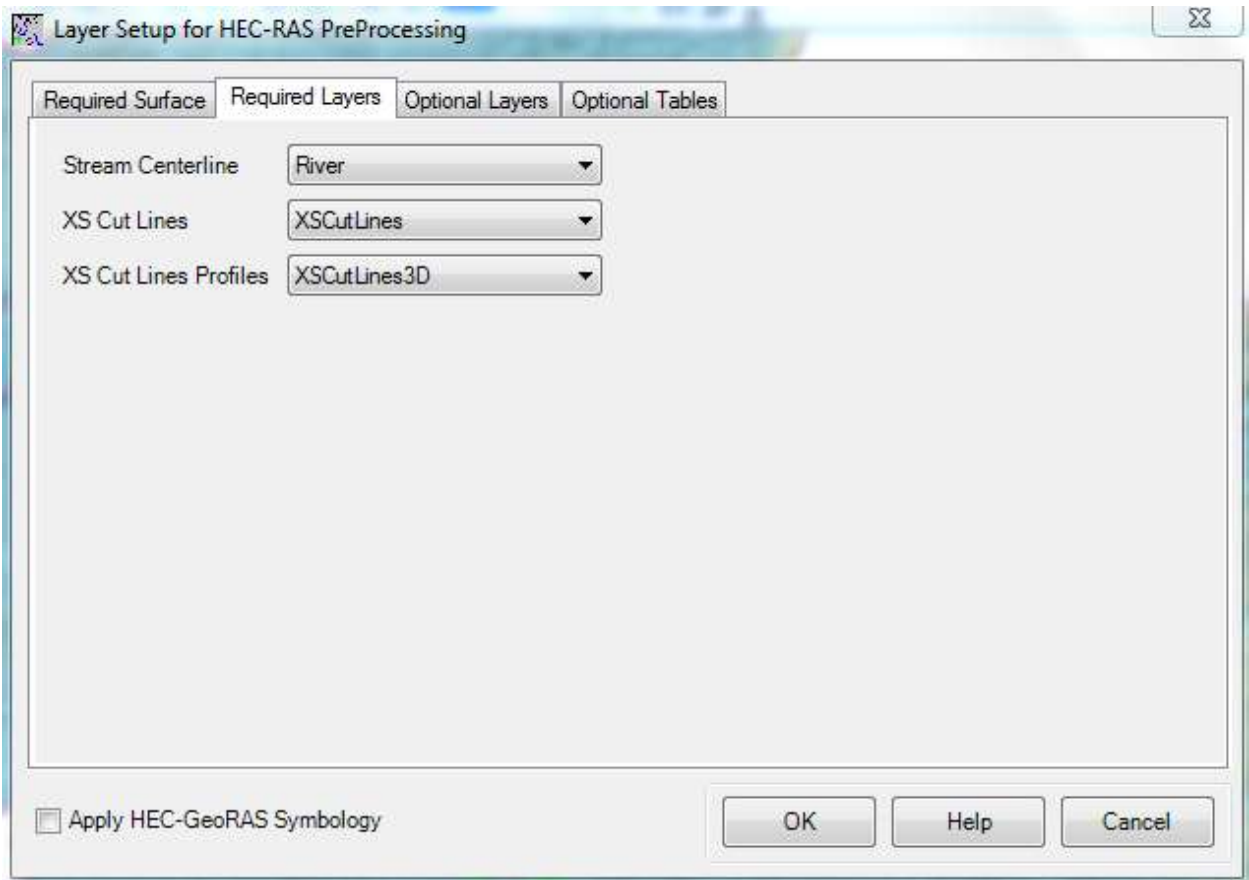 Layer Setup for HEC-RAS PreProcessing
Required Surface Required Layers Optional Layers Optional Tables
Stream Centerline River
XS Cut Lines XSCutLines
XS Cut Lines Profiles XSCutLines3D
Apply HEC-GeoRAS Symbology OK Help Cancel